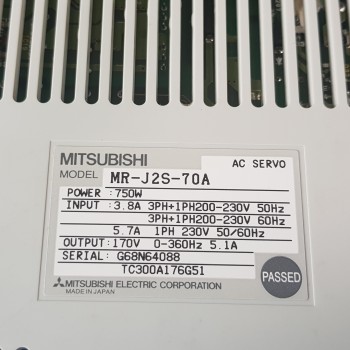 MITSUBISHI
AC SERVO
MODEL MR-J2S-70A
POWER :750W
INPUT :3.8A 3PH+1PH200-230V 50Hz
3PH+1PH200-230V 60Hz
5.7A 1PH 230V 50/60Hz
OUTPUT:170V 0-360Hz 5.1A
SERIAL: G68N64088
TC300A176G51
PASSED
MITSUBISHI ELECTRIC CORPORATION
MADE IN JAPAN